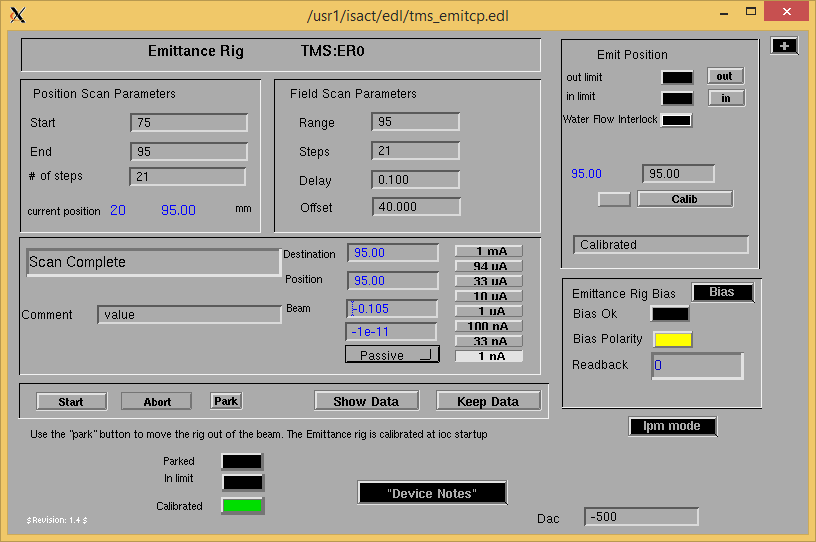 /usr1/isact/edl/tms_emitcp.edl
Emittance Rig TMS:ER0
Position Scan Parameters
Start 75
End 95
# of steps 21
current position 20 95.00 mm
Field Scan Parameters
Range 95
Steps 21
Delay 0.100
Offset 40.000
Emit Position
out limit out
in limit in
Water Flow Interlock
95.00 95.00
Calib
Calibrated
+
Scan Complete
Comment value
Destination 95.00
Position 95.00
Beam -0.105
-1e-11
Passive
1 mA
94 uA
33 uA
10 uA
1 uA
100 nA
33 nA
1 nA
Emittance Rig Bias Bias
Bias Ok
Bias Polarity
Readback 0
Start Abort Park Show Data Keep Data
Ipm mode
Use the "park" button to move the rig out of the beam. The Emittance rig is calibrated at ioc startup
Parked
In limit
Calibrated
"Device Notes"
Dac -500
$Revision: 1.4 $